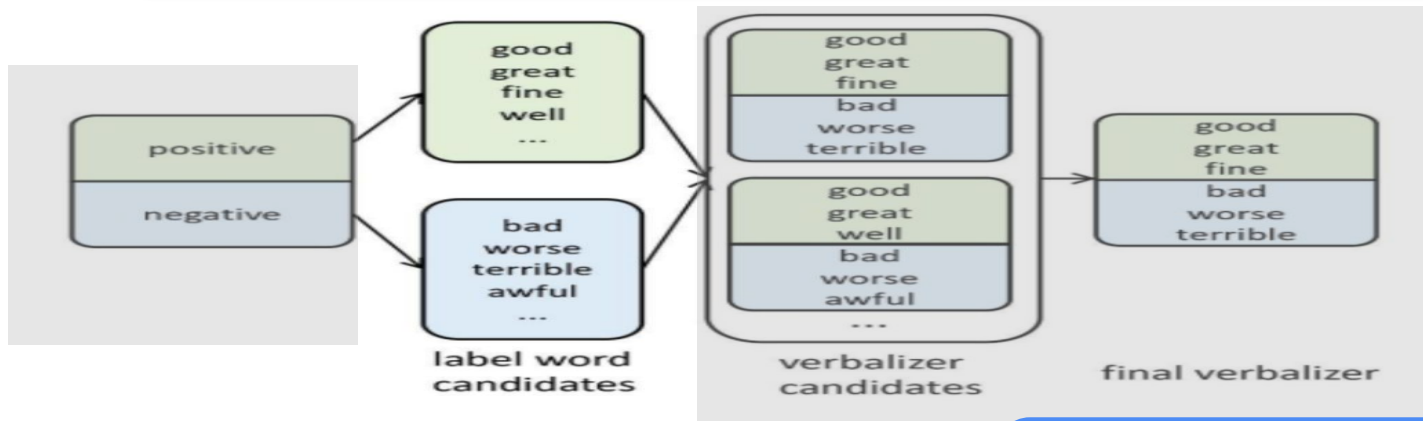 positive
negative
good
great
fine
well
...
bad
worse
terrible
awful
...
label word
candidates
good
great
fine
bad
worse
terrible
good
great
well
bad
worse
awful
...
verbalizer
candidates
good
great
fine
bad
worse
terrible
final verbalizer